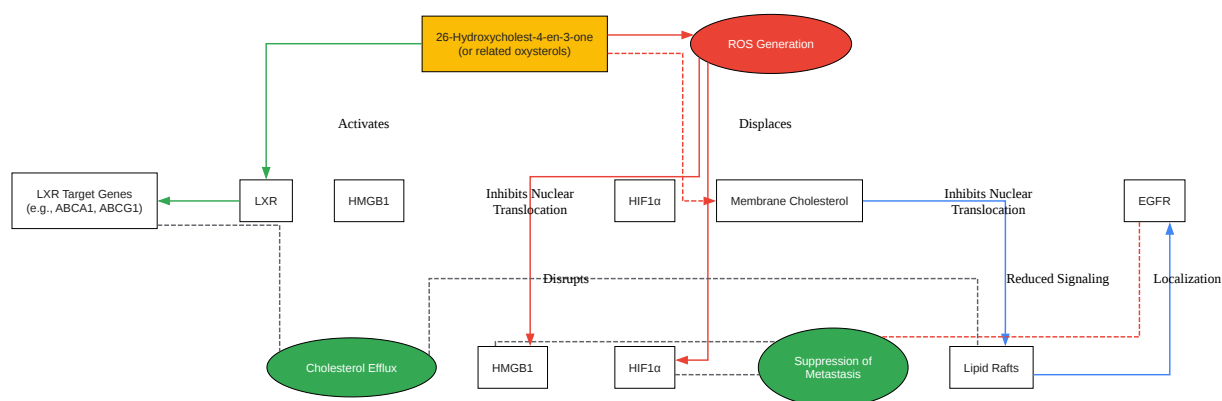 26-Hydroxycholest-4-en-3-one
(or related oxysterols)
ROS Generation
Activates
Displaces
LXR Target Genes
(e.g., ABCA1, ABCG1)
LXR
HMGB1
Inhibits Nuclear
Translocation
HIF1α
Membrane Cholesterol
Inhibits Nuclear
Translocation
EGFR
Disrupts
Reduced Signaling
Localization
Cholesterol Efflux
HMGB1
HIF1α
Suppression of
Metastasis
Lipid Rafts